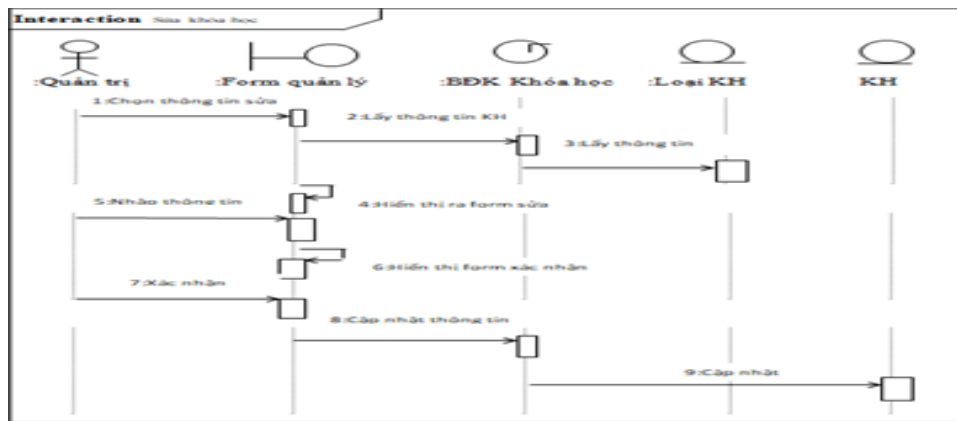 Interaction Sửa khóa học
:Quản trị :Form quản lý :BĐK Khóa học :Loại KH KH
1:Chọn thông tin sửa
2:Lấy thông tin KH
3:Lấy thông tin
5:Nhập thông tin
4:Hiển thị ra form sửa
6:Hiển thị form xác nhận
7:Xác nhận
8:Cập nhật thông tin
9:Cập nhật